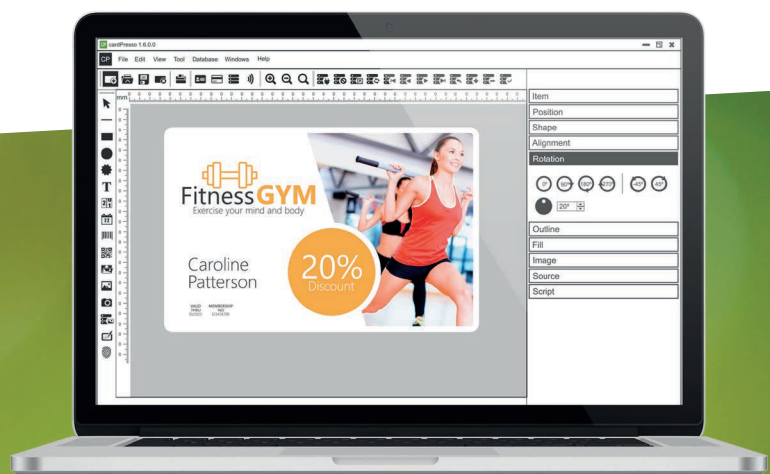 CP cardPresso 1.6.0.0
CP File Edit View Tool Database Windows Help
mm
Item
Position
Shape
Alignment
Rotation
0° 90° 180° 270° -45° 45°
20°
Outline
Fill
Image
Source
Script
T
FitnessGYM
Exercise your mind and body
Caroline
Patterson
20%
Discount
VALID MEMBERSHIP
THRU NO